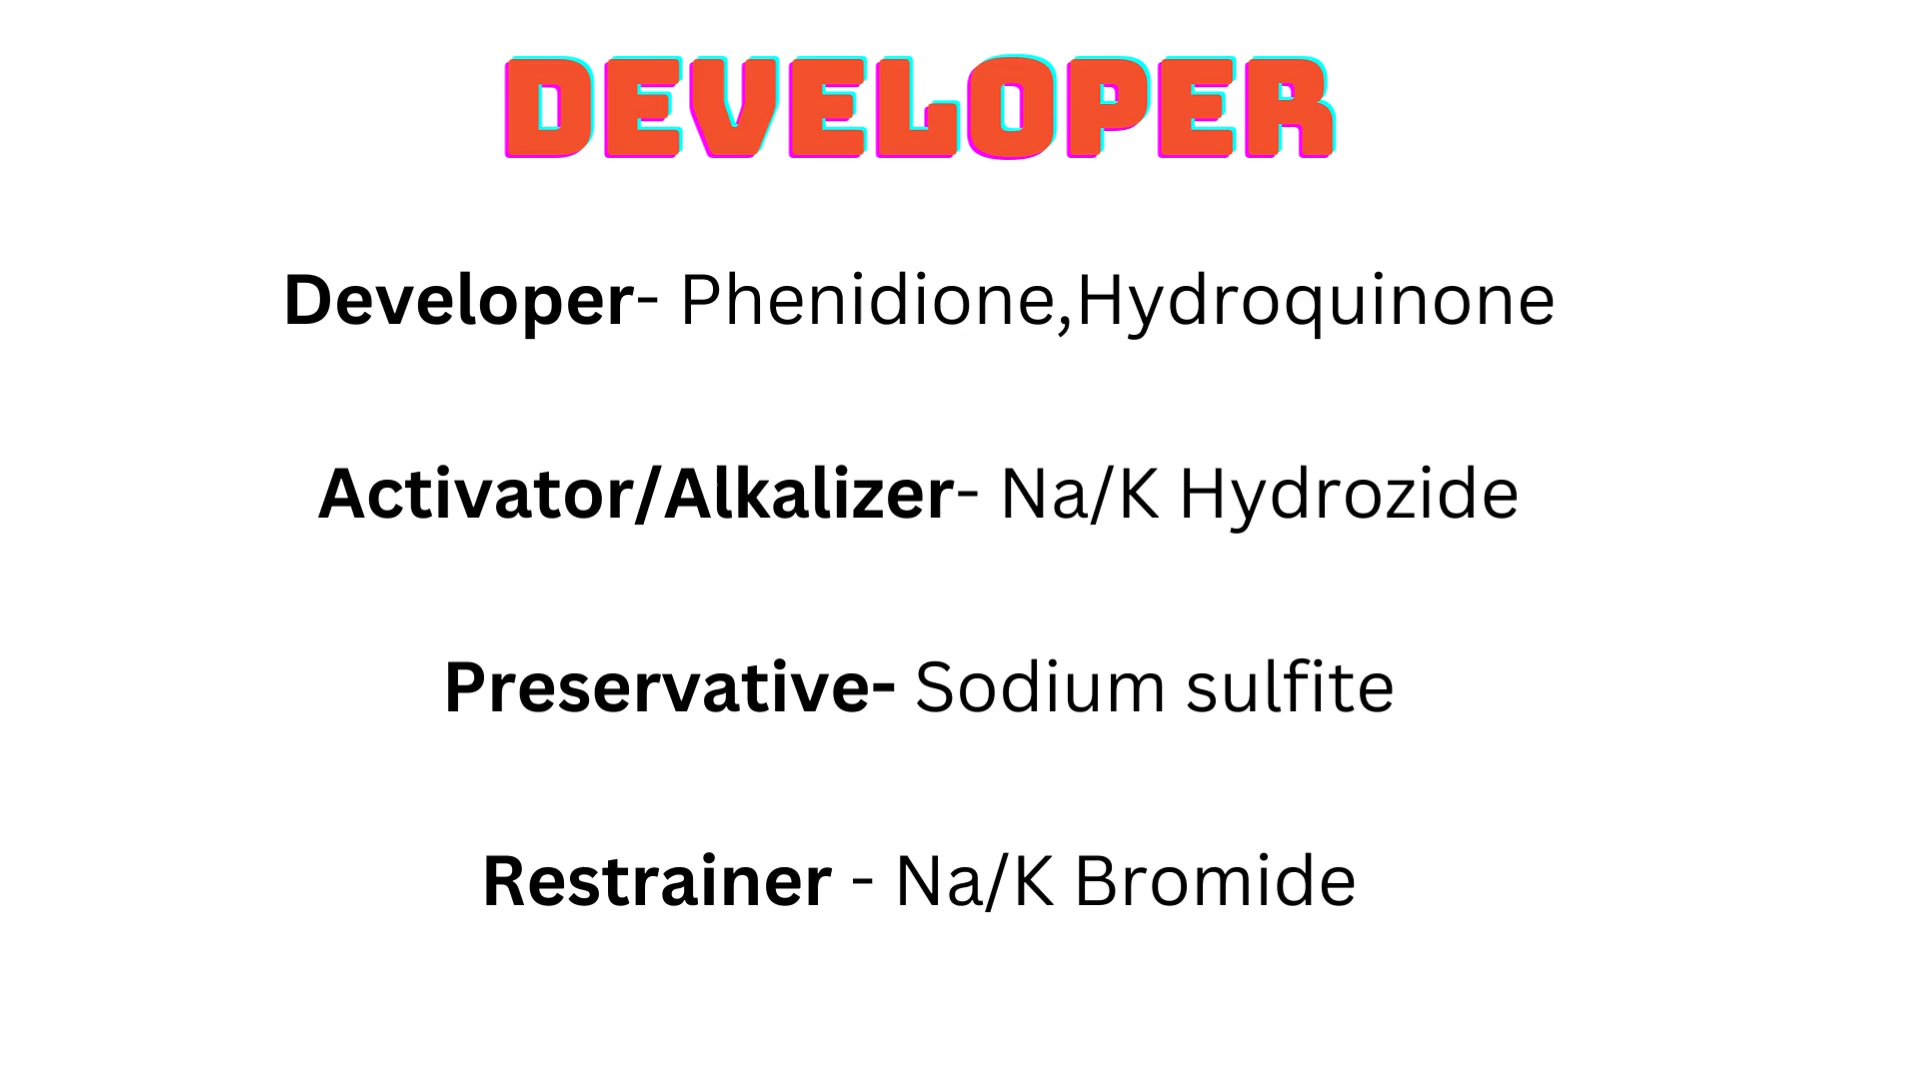 DEVELOPER
Developer- Phenidione,Hydroquinone
Activator/Alkalizer- Na/K Hydrozide
Preservative- Sodium sulfite
Restrainer - Na/K Bromide